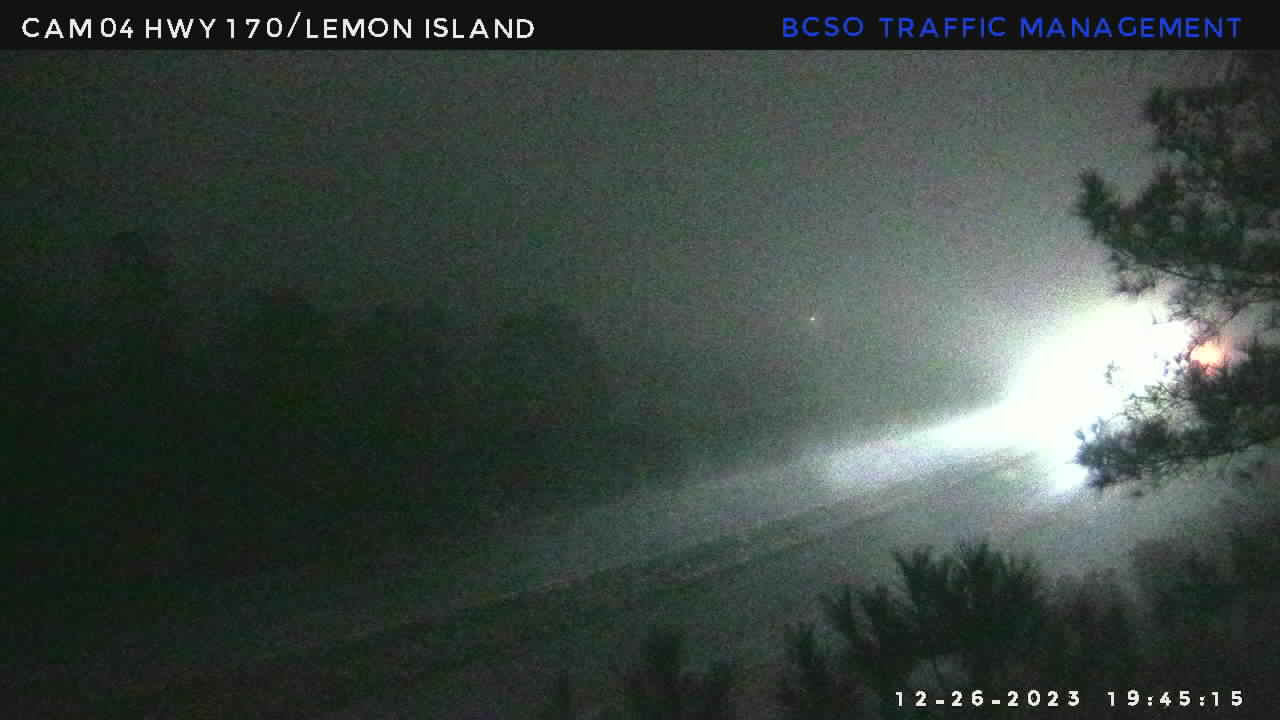 CAM04 HWY 170/LEMON ISLAND
BCSO TRAFFIC MANAGEMENT
12-26-2023 19:45:15